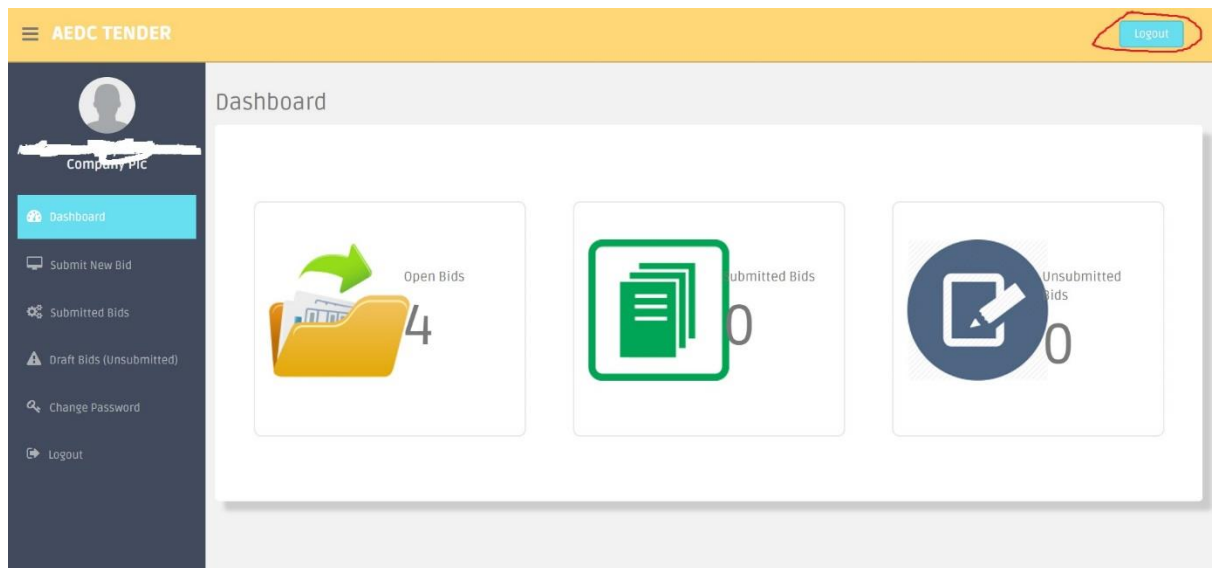 AEDC TENDER
Logout
Dashboard
Company Plc
Dashboard
Submit New Bid
Submitted Bids
Draft Bids (Unsubmitted)
Change Password
Logout
Open Bids
4
ubmitted Bids
0
Unsubmitted
Bids
0